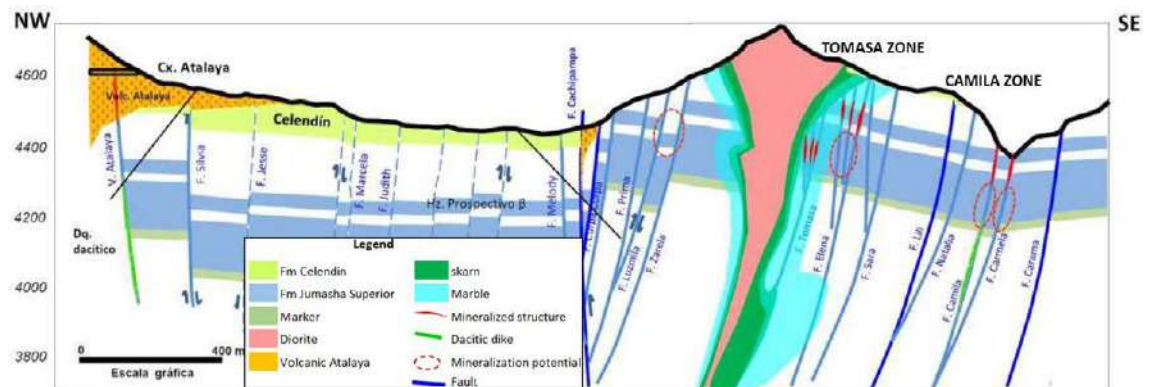 NW
SE
TOMASA ZONE
CAMILA ZONE
Cx. Atalaya
Volc. Atalaya
Celendín
4600
4400
4200
4000
3800
V. Atalaya
F. Silvia
F. Jesse
F. Marcela
F. Judith
F. Melody
F. Cachipampa
F. Prima
F. Luzmila
F. Zarela
F. Tomasa
F. Elena
F. Sara
F. Lili
F. Natalia
F. Camila
F. Carmela
Hz. Prospectivo β
Dq.
dacítico
Legend
Fm Celendín
Fm Jumasha Superior
Marker
Diorite
Volcanic Atalaya
skarn
Marble
Mineralized structure
Dacitic dike
Mineralization potential
Fault
0
400 m
Escala gráfica